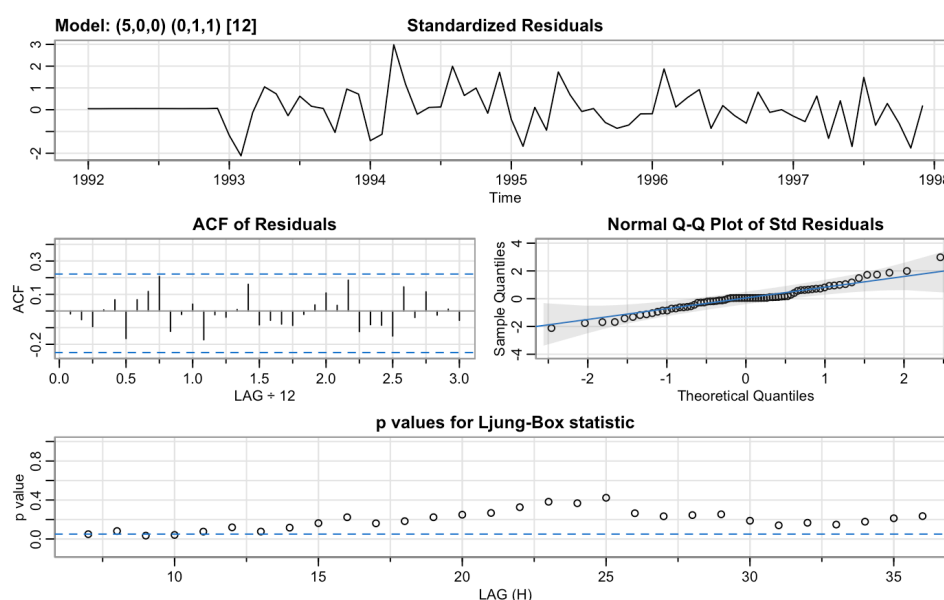 Model: (5,0,0) (0,1,1) [12]
Standardized Residuals
3
2
1
0
-2
1992 1993 1994 1995 1996 1997 1998
Time
ACF of Residuals
ACF
0.3
0.1
-0.2
0.0 0.5 1.0 1.5 2.0 2.5 3.0
LAG ÷ 12
Normal Q-Q Plot of Std Residuals
Sample Quantiles
4
2
0
-2
-4
-2 -1 0 1 2
Theoretical Quantiles
p values for Ljung-Box statistic
p value
0.8
0.4
0.0
10 15 20 25 30 35
LAG (H)